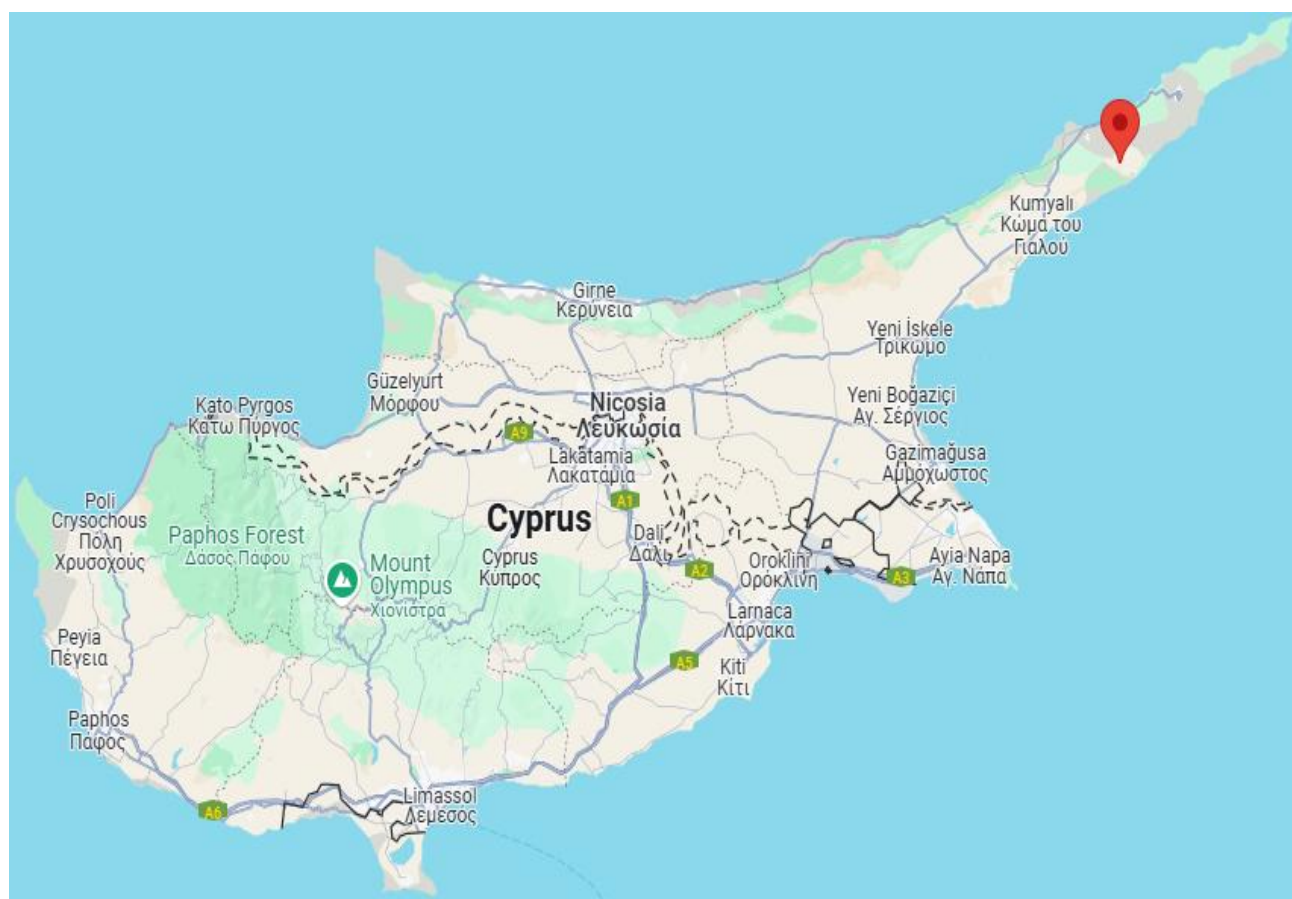 Kumyalı
Κώμα του
Γιαλού
Girne
Κερύνεια
Yeni İskele
Τρίκωμο
Güzelyurt
Μόρφου
Yeni Boğaziçi
Αγ. Σέργιος
Kato Pyrgos
Κάτω Πύργος
Nicosia
Λευκωσία
A9
Lakatamia
Λακατάμια
Gazimağusa
Αμμόχωστος
A1
Poli
Crysochous
Πόλη
Χρυσοχούς
Paphos Forest
Δάσος Πάφου
Cyprus
Dali
Δάλι
Mount
Olympus
Χιονίστρα
Cyprus
Κύπρος
A2
Oroklini
Ορόκλινη
A3
Ayia Napa
Αγ. Νάπα
Larnaca
Λάρνακα
Peyia
Πέγεια
A5
Kiti
Κίτι
Paphos
Πάφος
A6
Limassol
Λεμεσός